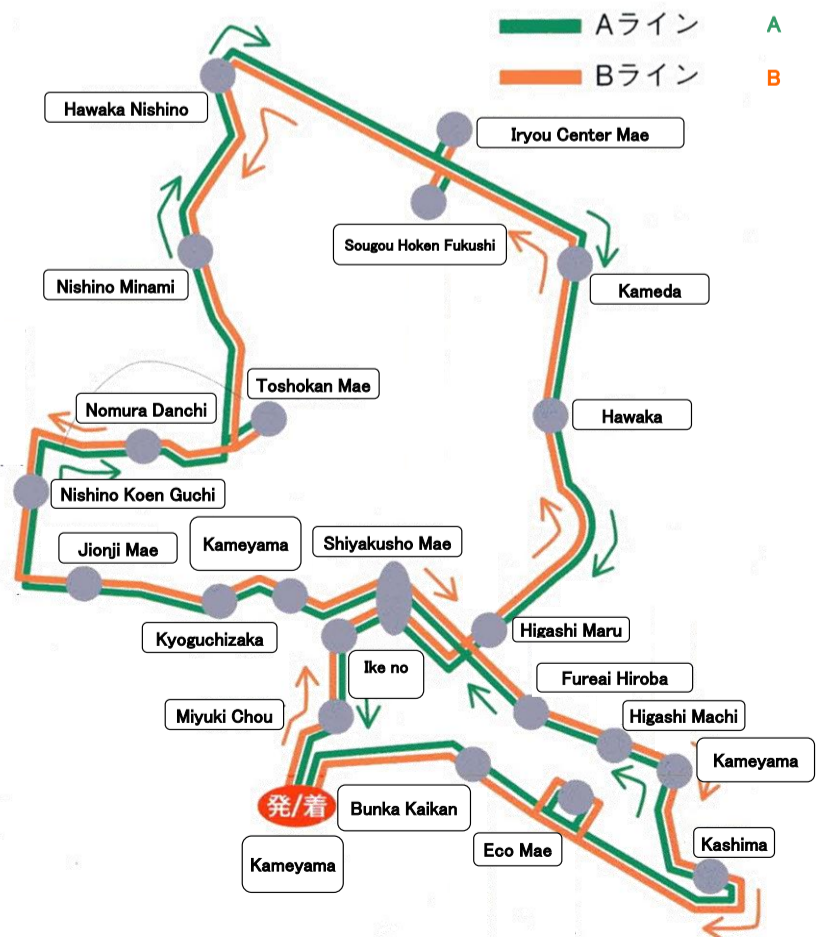 Aライン A
Bライン B
Hawaka Nishino
Iryou Center Mae
Sougou Hoken Fukushi
Nishino Minami
Kameda
Toshokan Mae
Nomura Danchi
Hawaka
Nishino Koen Guchi
Jionji Mae
Kameyama
Shiyakusho Mae
Kyoguchizaka
Higashi Maru
Ike no
Fureai Hiroba
Miyuki Chou
Higashi Machi
Kameyama
発/着
Bunka Kaikan
Eco Mae
Kashima
Kameyama